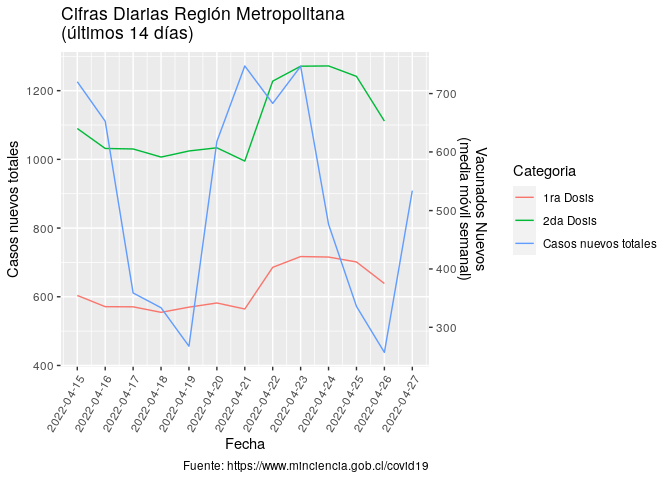 Cifras Diarias Región Metropolitana
(últimos 14 días)
Casos nuevos totales
1200
1000
800
600
400
700
600
500
400
300
Vacunados Nuevos
(media móvil semanal)
2022-04-15
2022-04-16
2022-04-17
2022-04-18
2022-04-19
2022-04-20
2022-04-21
2022-04-22
2022-04-23
2022-04-24
2022-04-25
2022-04-26
2022-04-27
Fecha
Categoria
1ra Dosis
2da Dosis
Casos nuevos totales
Fuente: https://www.minciencia.gob.cl/covid19